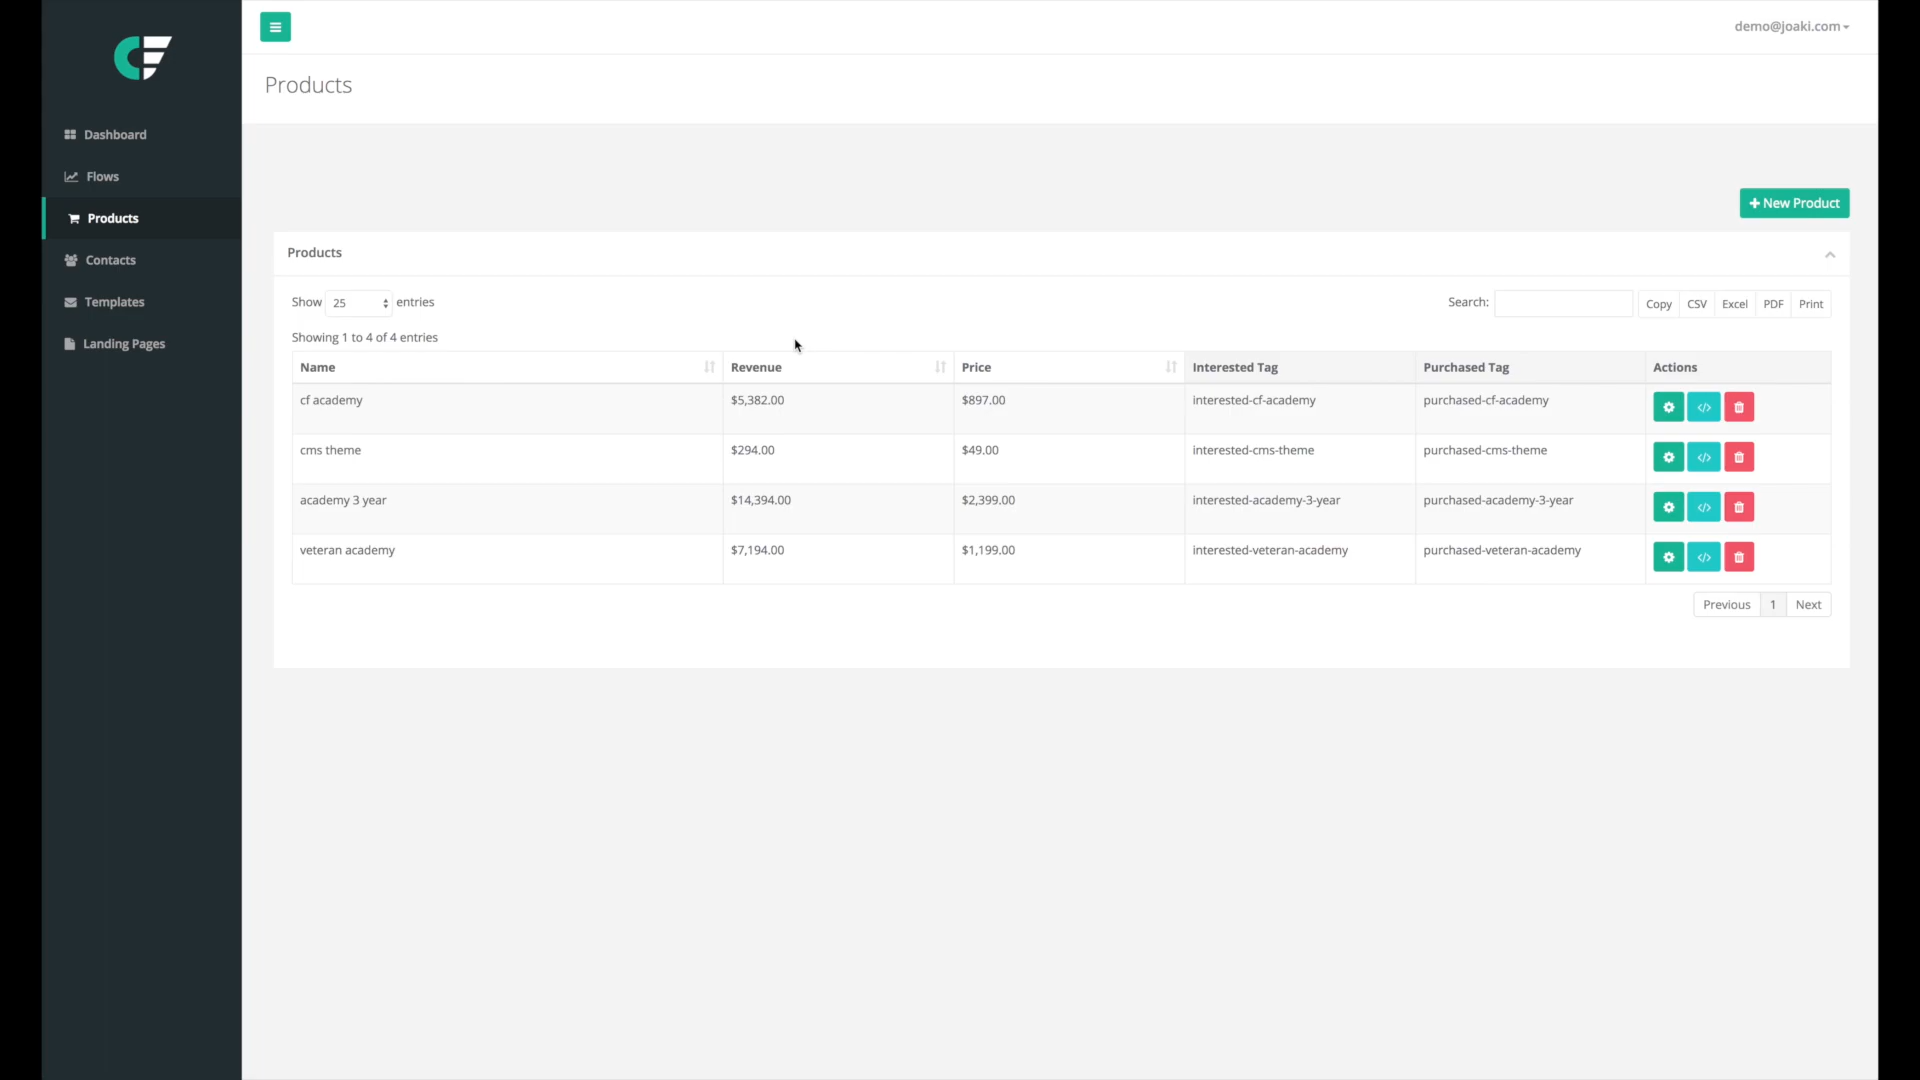 demo@joaki.com
Products
Dashboard
Flows
Products
Contacts
Templates
Landing Pages
New Product
Products
Show 25 entries
Search: Copy CSV Excel PDF Print
Showing 1 to 4 of 4 entries
Name Revenue Price Interested Tag Purchased Tag Actions
cf academy $5,382.00 $897.00 interested-cf-academy purchased-cf-academy
cms theme $294.00 $49.00 interested-cms-theme purchased-cms-theme
academy 3 year $14,394.00 $2,399.00 interested-academy-3-year purchased-academy-3-year
veteran academy $7,194.00 $1,199.00 interested-veteran-academy purchased-veteran-academy
Previous 1 Next